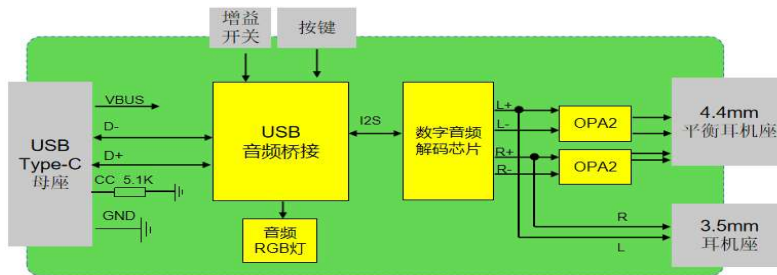 增益
开关
按键
VBUS
D-
D+
CC 5.1K
GND
USB
Type-C
母座
USB
音频桥接
I2S
数字音频
解码芯片
L+
L-
R+
R-
OPA2
OPA2
4.4mm
平衡耳机座
音频
RGB灯
R
L
3.5mm
耳机座